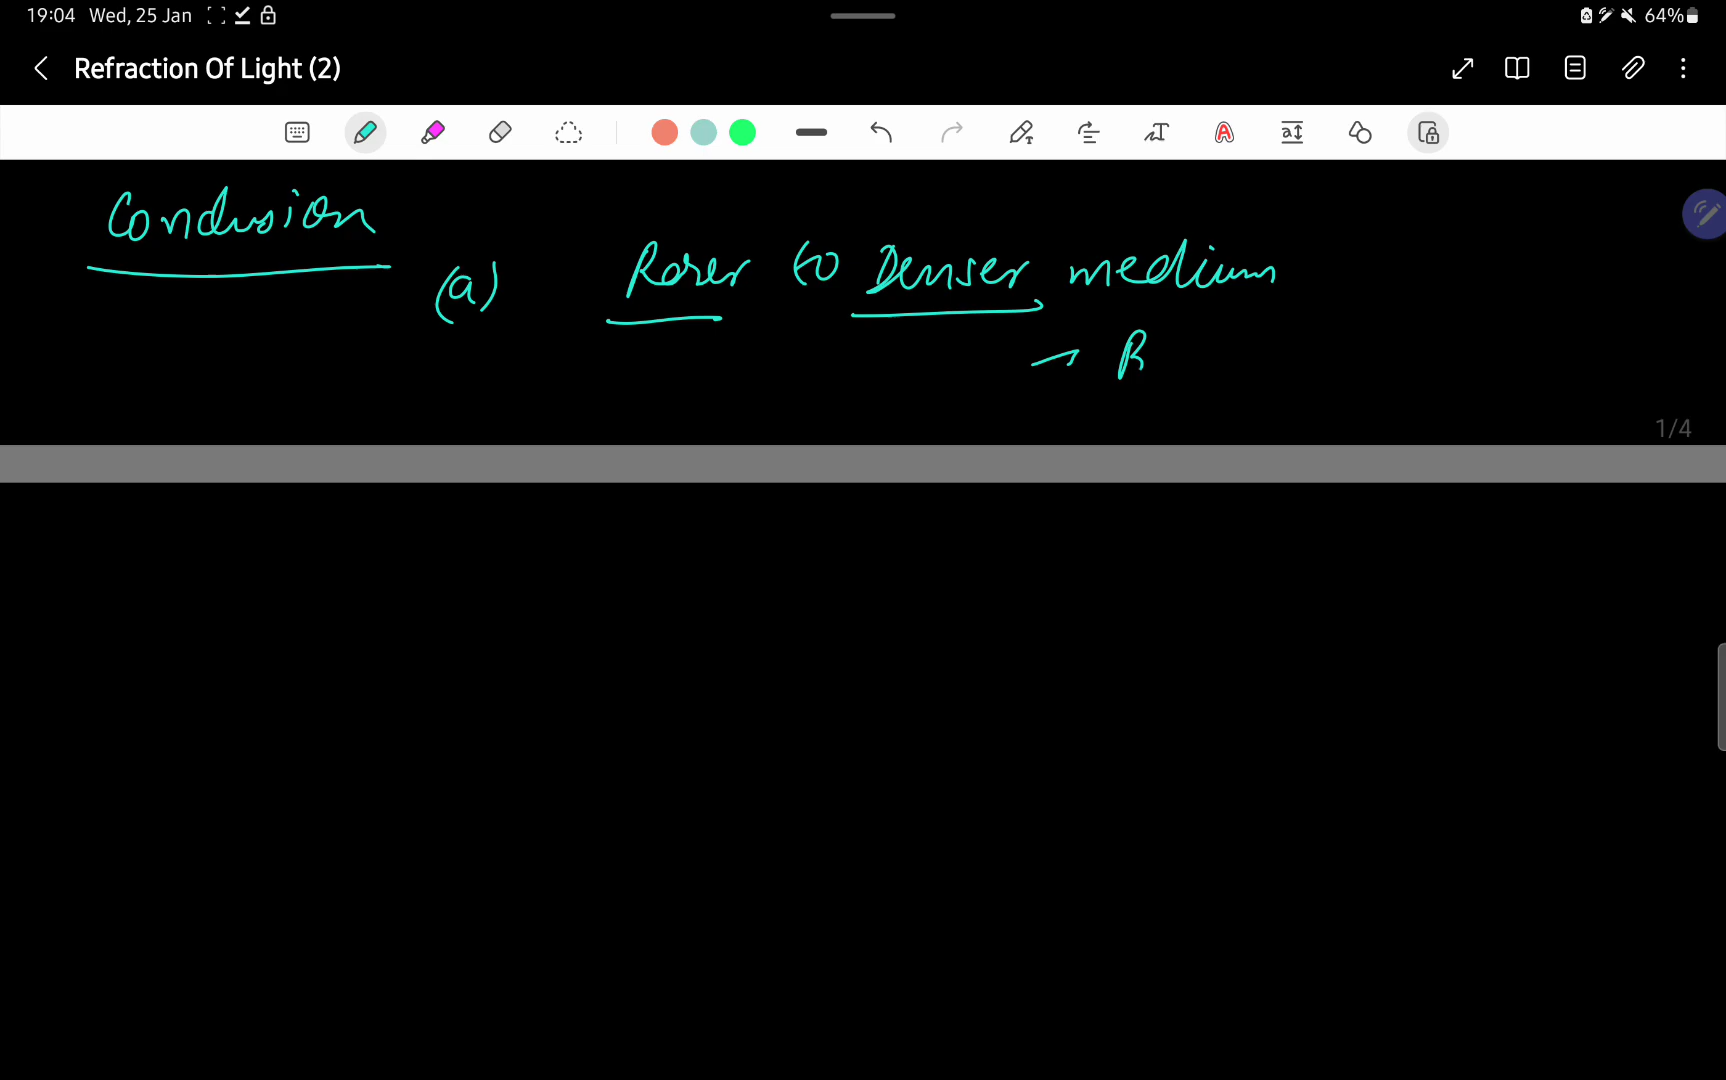 19:04 Wed, 25 Jan 64%
Refraction Of Light (2)
Conclusion
(a) Rarer to Denser medium
→ R
1/4